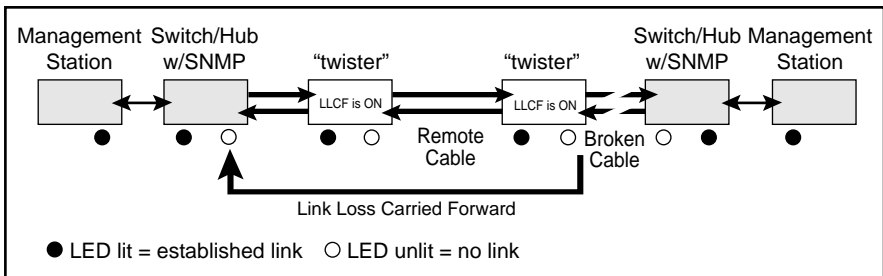 Management Station
Switch/Hub w/SNMP
“twister”
“twister”
Switch/Hub w/SNMP
Management Station
LLCF is ON
LLCF is ON
Remote Cable
Broken Cable
Link Loss Carried Forward
LED lit = established link
LED unlit = no link